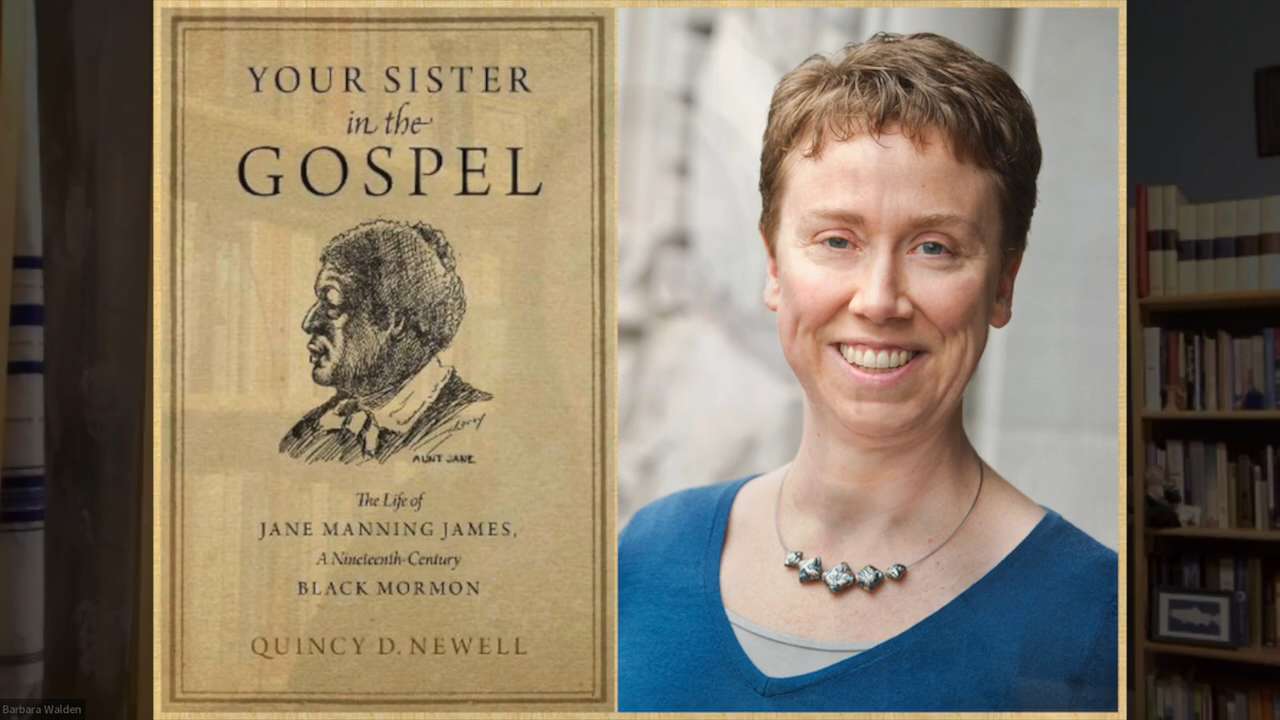 YOUR SISTER
in the
GOSPEL
AUNT JANE
The Life of
JANE MANNING JAMES,
A Nineteenth-Century
BLACK MORMON
QUINCY D. NEWELL
Barbara Walden